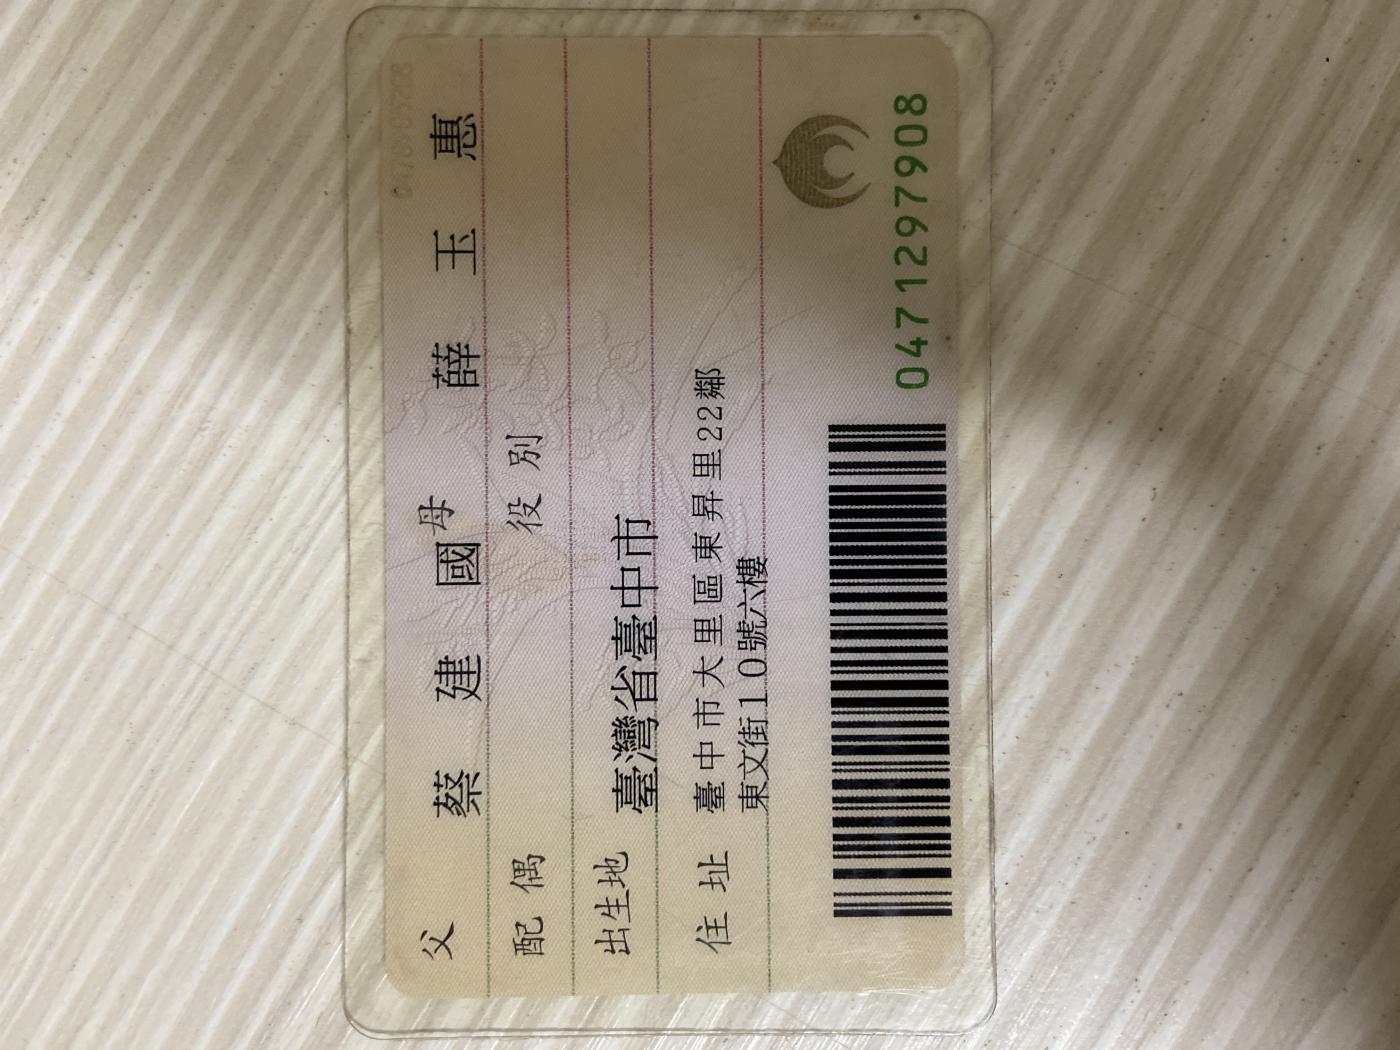 父 蔡建國 母 薛玉惠
配偶 役別
出生地 臺灣省臺中市
住址 臺中市大里區東昇里22鄰
東文街10號六樓
0471297908